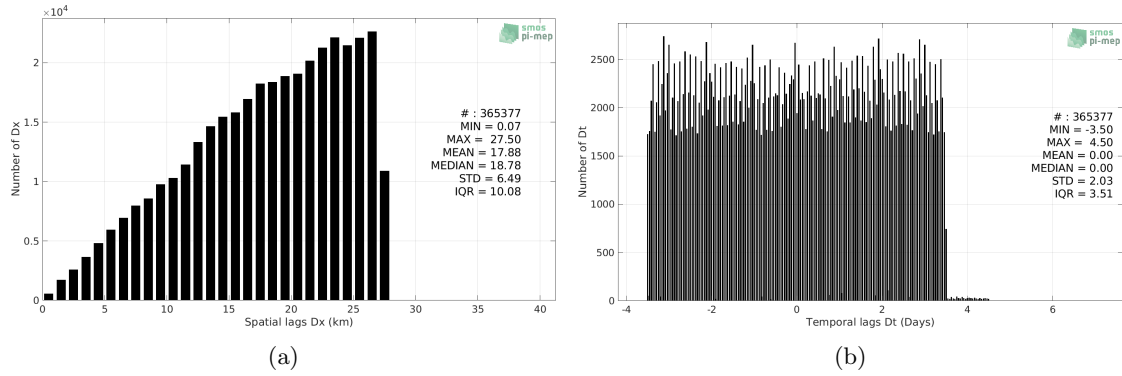 ×10⁴
smos
pi-mep
2
1.5
1
0.5
0
Number of Dx
# : 365377
MIN = 0.07
MAX = 27.50
MEAN = 17.88
MEDIAN = 18.78
STD = 6.49
IQR = 10.08
0 5 10 15 20 25 30 35 40
Spatial lags Dx (km)
(a)
smos
pi-mep
2500
2000
1500
1000
500
0
Number of Dt
# : 365377
MIN = -3.50
MAX = 4.50
MEAN = 0.00
MEDIAN = 0.00
STD = 2.03
IQR = 3.51
-4 -2 0 2 4 6
Temporal lags Dt (Days)
(b)